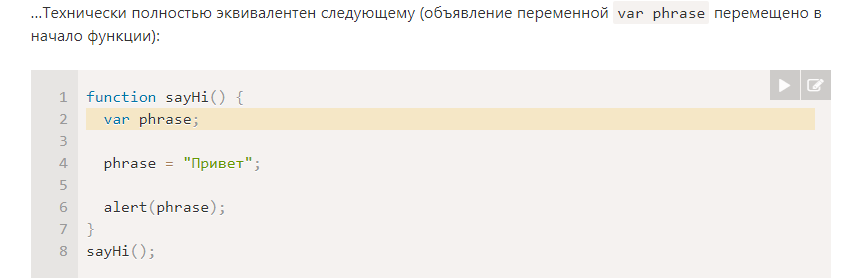 ...Технически полностью эквивалентен следующему (объявление переменной var phrase перемещено в
начало функции):
1 function sayHi() {
2 var phrase;
3
4 phrase = "Привет";
5
6 alert(phrase);
7 }
8 sayHi();